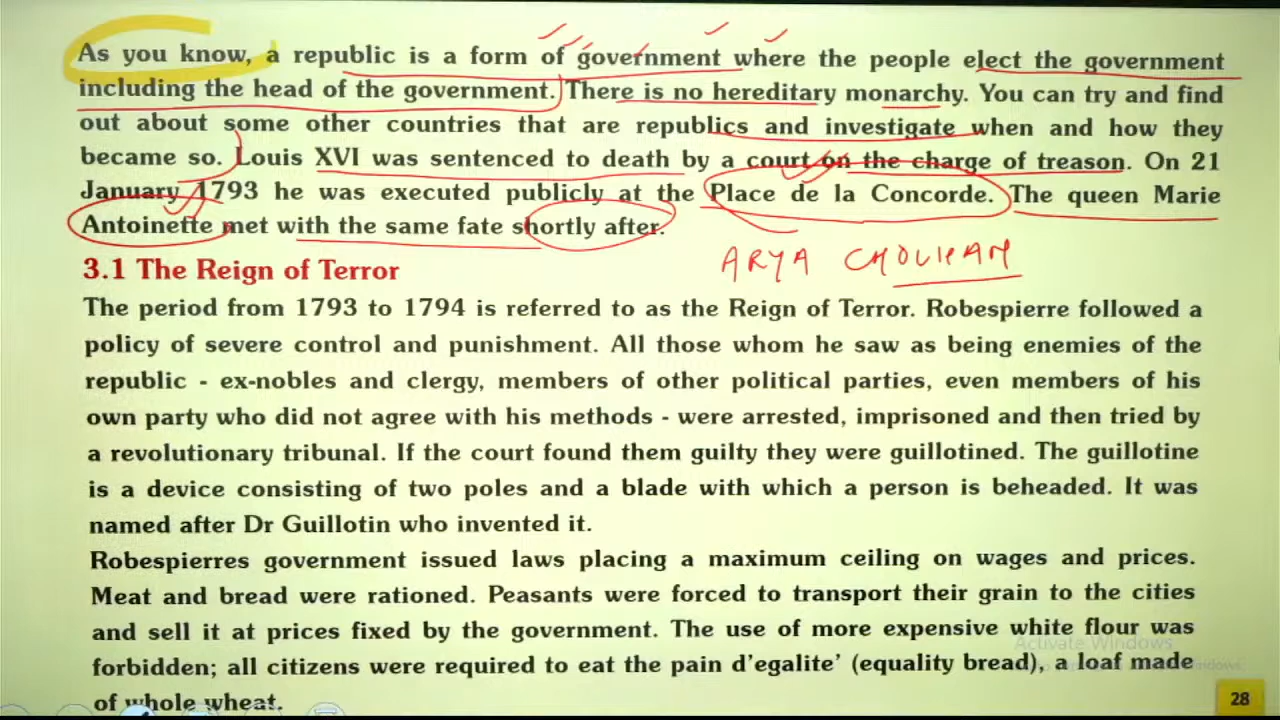 As you know, a republic is a form of government where the people elect the government
including the head of the government. There is no hereditary monarchy. You can try and find
out about some other countries that are republics and investigate when and how they
became so. Louis XVI was sentenced to death by a court on the charge of treason. On 21
January 1793 he was executed publicly at the Place de la Concorde. The queen Marie
Antoinette met with the same fate shortly after.
ARYA CHOUHAN
3.1 The Reign of Terror
The period from 1793 to 1794 is referred to as the Reign of Terror. Robespierre followed a
policy of severe control and punishment. All those whom he saw as being enemies of the
republic - ex-nobles and clergy, members of other political parties, even members of his
own party who did not agree with his methods - were arrested, imprisoned and then tried by
a revolutionary tribunal. If the court found them guilty they were guillotined. The guillotine
is a device consisting of two poles and a blade with which a person is beheaded. It was
named after Dr Guillotin who invented it.
Robespierres government issued laws placing a maximum ceiling on wages and prices.
Meat and bread were rationed. Peasants were forced to transport their grain to the cities
and sell it at prices fixed by the government. The use of more expensive white flour was
Activate Windows
forbidden; all citizens were required to eat the pain d'egalite' (equality bread), a loaf made
of whole wheat.
28